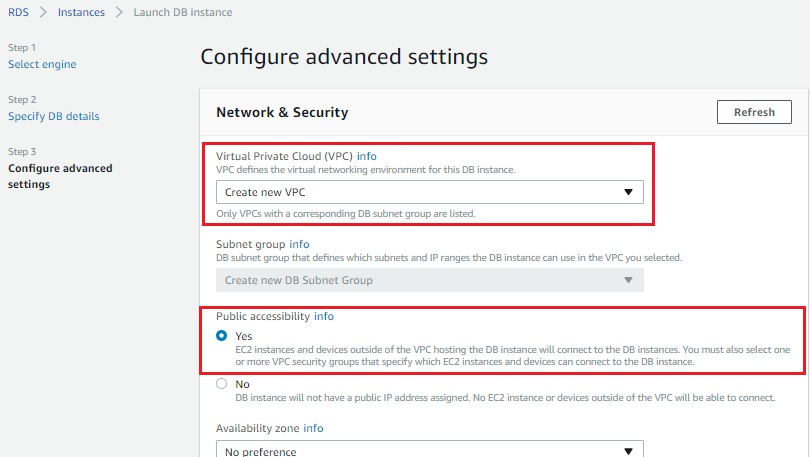 RDS > Instances > Launch DB instance
Step 1
Select engine
Step 2
Specify DB details
Step 3
Configure advanced
settings
Configure advanced settings
Network & Security
Refresh
Virtual Private Cloud (VPC) info
VPC defines the virtual networking environment for this DB instance.
Create new VPC
Only VPCs with a corresponding DB subnet group are listed.
Subnet group info
DB subnet group that defines which subnets and IP ranges the DB instance can use in the VPC you selected.
Create new DB Subnet Group
Public accessibility info
Yes
EC2 instances and devices outside of the VPC hosting the DB instance will connect to the DB instances. You must also select one
or more VPC security groups that specify which EC2 instances and devices can connect to the DB instance.
No
DB instance will not have a public IP address assigned. No EC2 instance or devices outside of the VPC will be able to connect.
Availability zone info
No preference